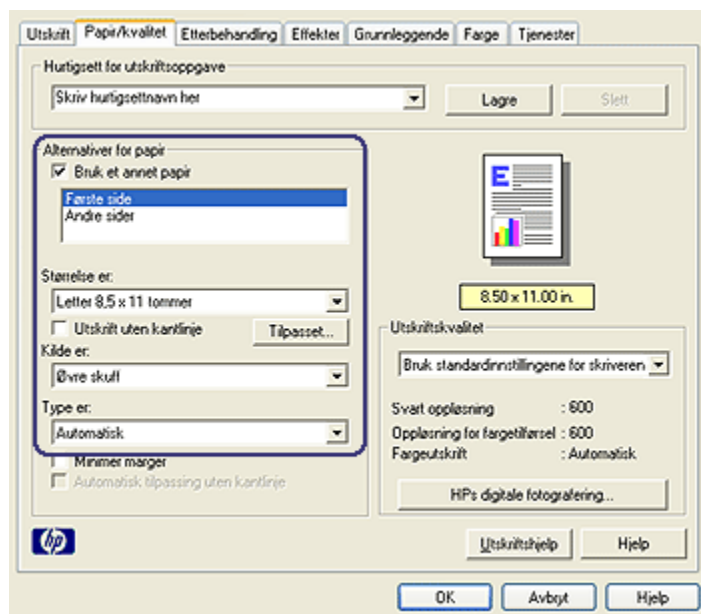 Utskrift Papir/kvalitet Etterbehandling Effekter Grunnleggende Farge Tjenester
Hurtigsett for utskriftsoppgave
Skriv hurtigsettnavn her
Lagre
Slett
Alternativer for papir
Bruk et annet papir
Første side
Andre sider
Størrelse er:
Letter 8,5 x 11 tommer
Utskrift uten kantlinje
Tilpasset...
Kilde er:
Øvre skuff
Type er:
Automatisk
Minimer marger
Automatisk tilpassing uten kantlinje
E
8.50 x 11.00 in.
Utskriftskvalitet
Bruk standardinnstillingene for skriveren
Svart oppløsning : 600
Oppløsning for fargetilførsel : 600
Fargeutskrift : Automatisk
HPs digitale fotografering...
hp
Utskriftshjelp
Hjelp
OK
Avbryt
Hjelp